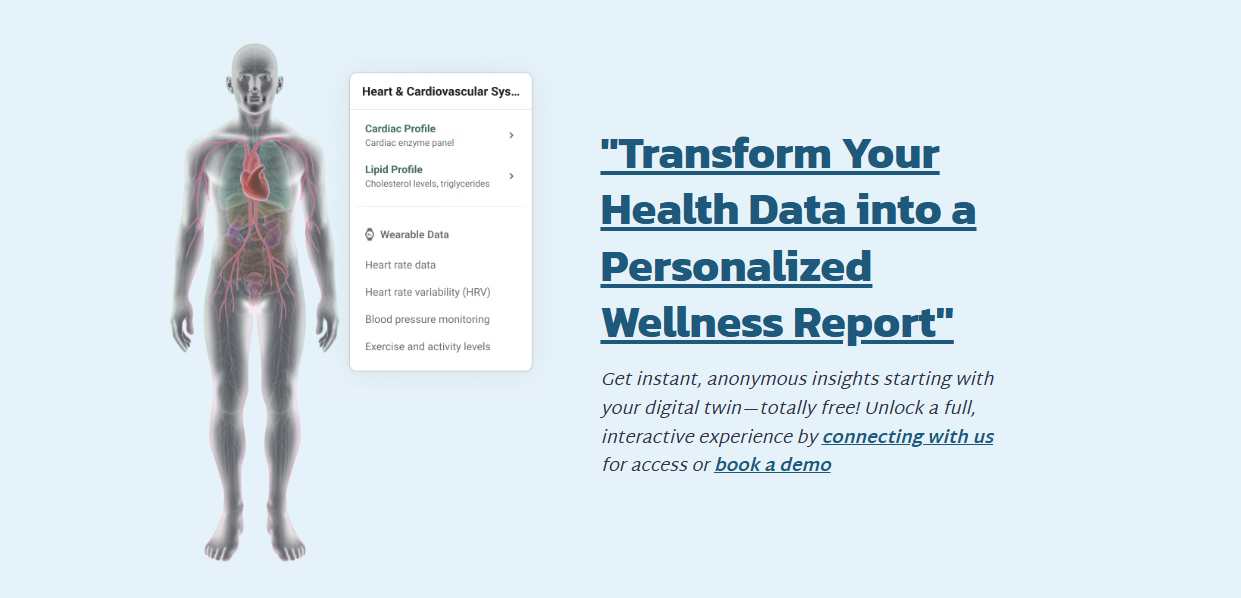 Heart & Cardiovascular Sys...
Cardiac Profile
Cardiac enzyme panel
Lipid Profile
Cholesterol levels, triglycerides
Wearable Data
Heart rate data
Heart rate variability (HRV)
Blood pressure monitoring
Exercise and activity levels
"Transform Your
Health Data into a
Personalized
Wellness Report"
Get instant, anonymous insights starting with
your digital twin—totally free! Unlock a full,
interactive experience by connecting with us
for access or book a demo